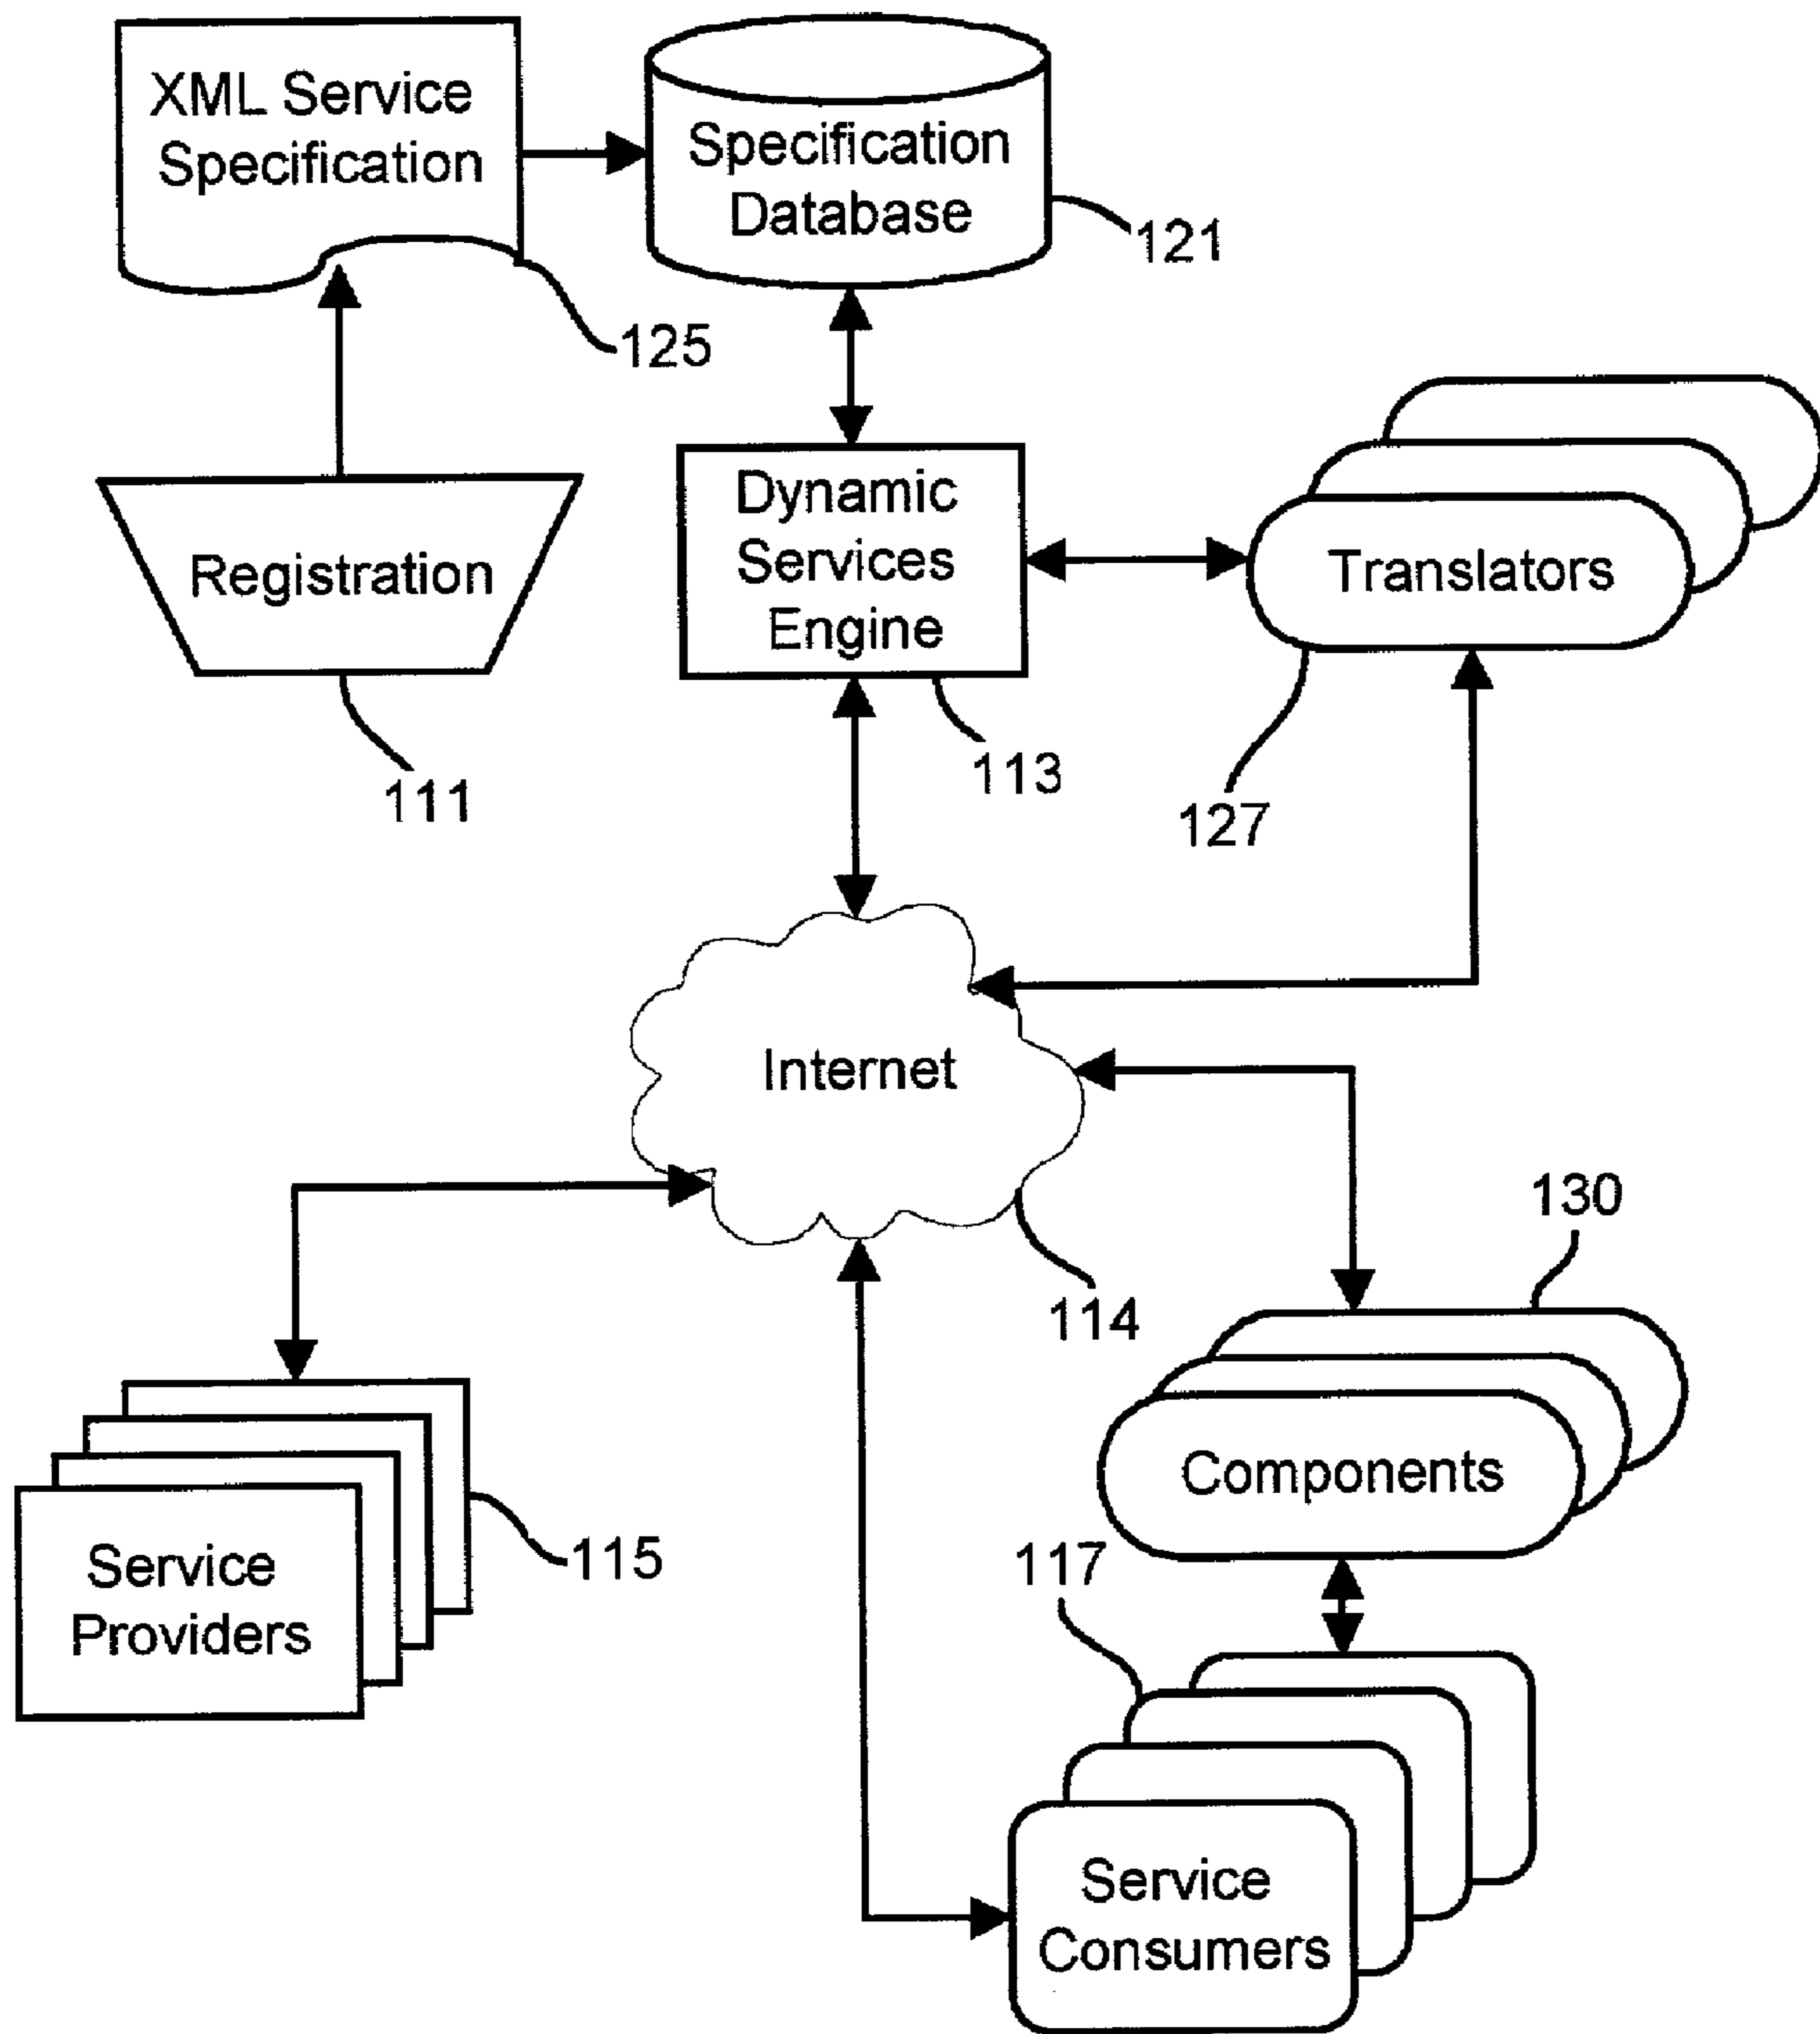 XML Service
Specification
Specification
Database
121
125
Dynamic
Services
Engine
Registration
Translators
111
113
127
Internet
130
114
Components
117
115
Service
Providers
Service
Consumers